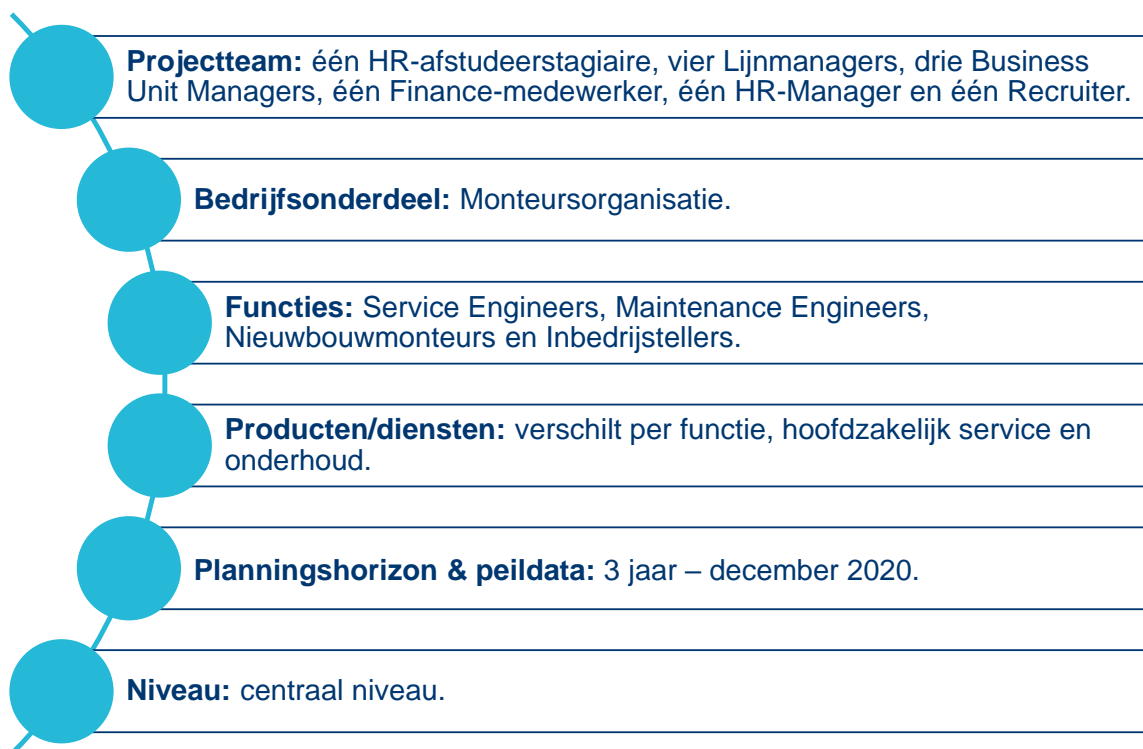 Projectteam: één HR-afstudeerstagiaire, vier Lijnmanagers, drie Business
Unit Managers, één Finance-medewerker, één HR-Manager en één Recruiter.
Bedrijfsonderdeel: Monteursorganisatie.
Functies: Service Engineers, Maintenance Engineers,
Nieuwbouwmonteurs en Inbedrijstellers.
Producten/diensten: verschilt per functie, hoofdzakelijk service en
onderhoud.
Planningshorizon & peildata: 3 jaar – december 2020.
Niveau: centraal niveau.